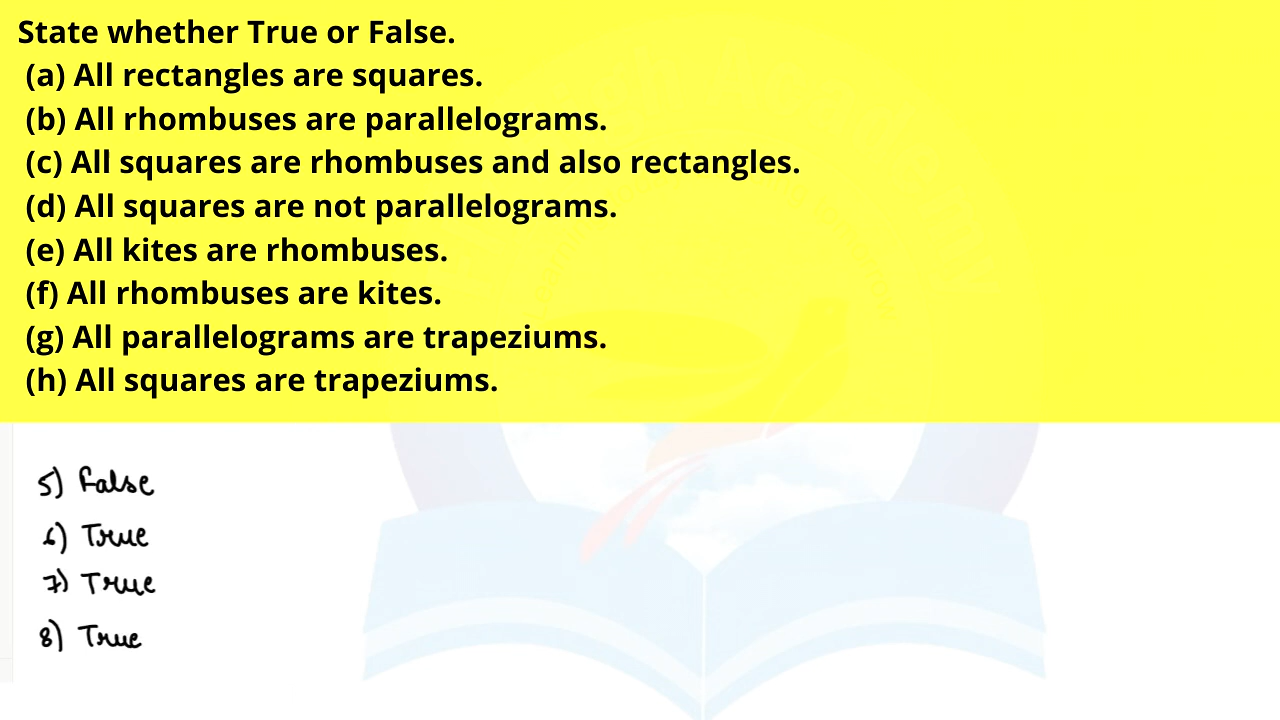 State whether True or False.
(a) All rectangles are squares.
(b) All rhombuses are parallelograms.
(c) All squares are rhombuses and also rectangles.
(d) All squares are not parallelograms.
(e) All kites are rhombuses.
(f) All rhombuses are kites.
(g) All parallelograms are trapeziums.
(h) All squares are trapeziums.
5) False
6) True
7) True
8) True